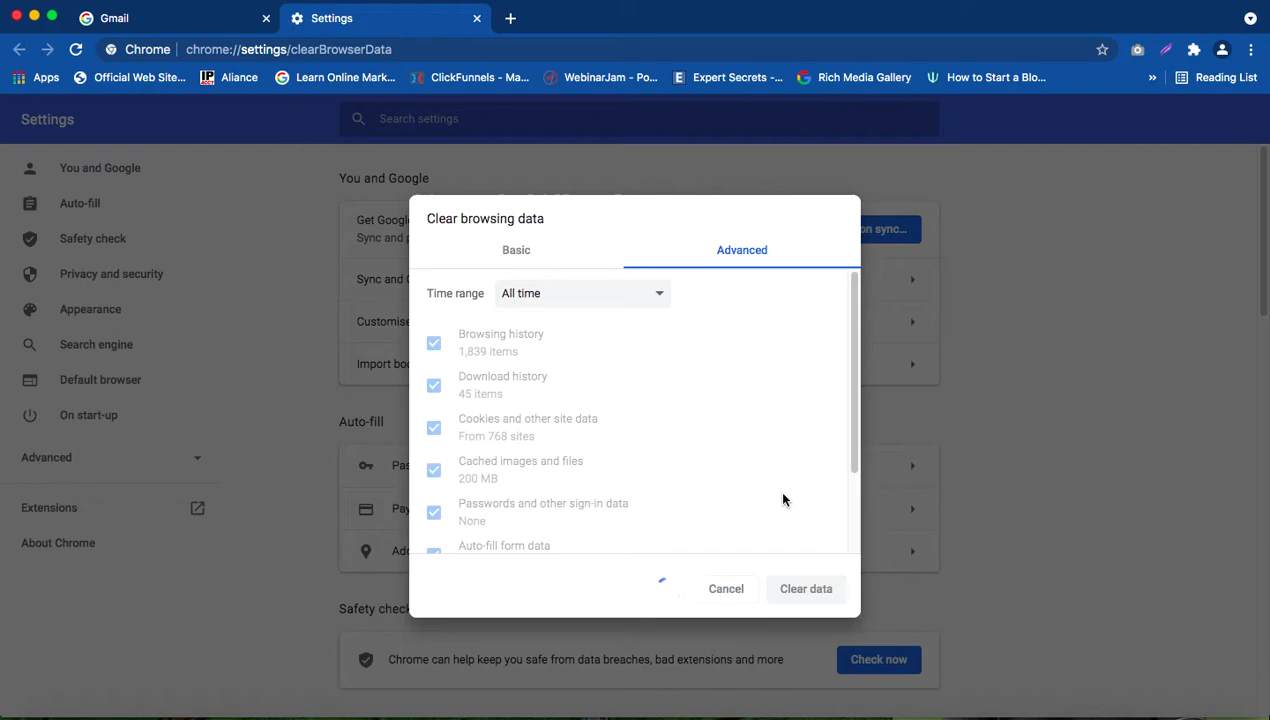 Gmail
Settings
Chrome
chrome://settings/clearBrowserData
Apps
Official Web Site...
IP
Aliance
Learn Online Mark...
ClickFunnels - Ma...
WebinarJam - Po...
E
Expert Secrets -...
Rich Media Gallery
How to Start a Blo...
»
Reading List
Settings
Search settings
You and Google
Auto-fill
Safety check
Privacy and security
Appearance
Search engine
Default browser
On start-up
Advanced
Extensions
About Chrome
You and Google
Get Googl
Sync and p
on sync...
Sync and G
Customise
Import boo
Auto-fill
Pas
Pay
Add
Safety check
Chrome can help keep you safe from data breaches, bad extensions and more
Check now
Clear browsing data
Basic
Advanced
Time range
All time
Browsing history
1,839 items
Download history
45 items
Cookies and other site data
From 768 sites
Cached images and files
200 MB
Passwords and other sign-in data
None
Auto-fill form data
Cancel
Clear data